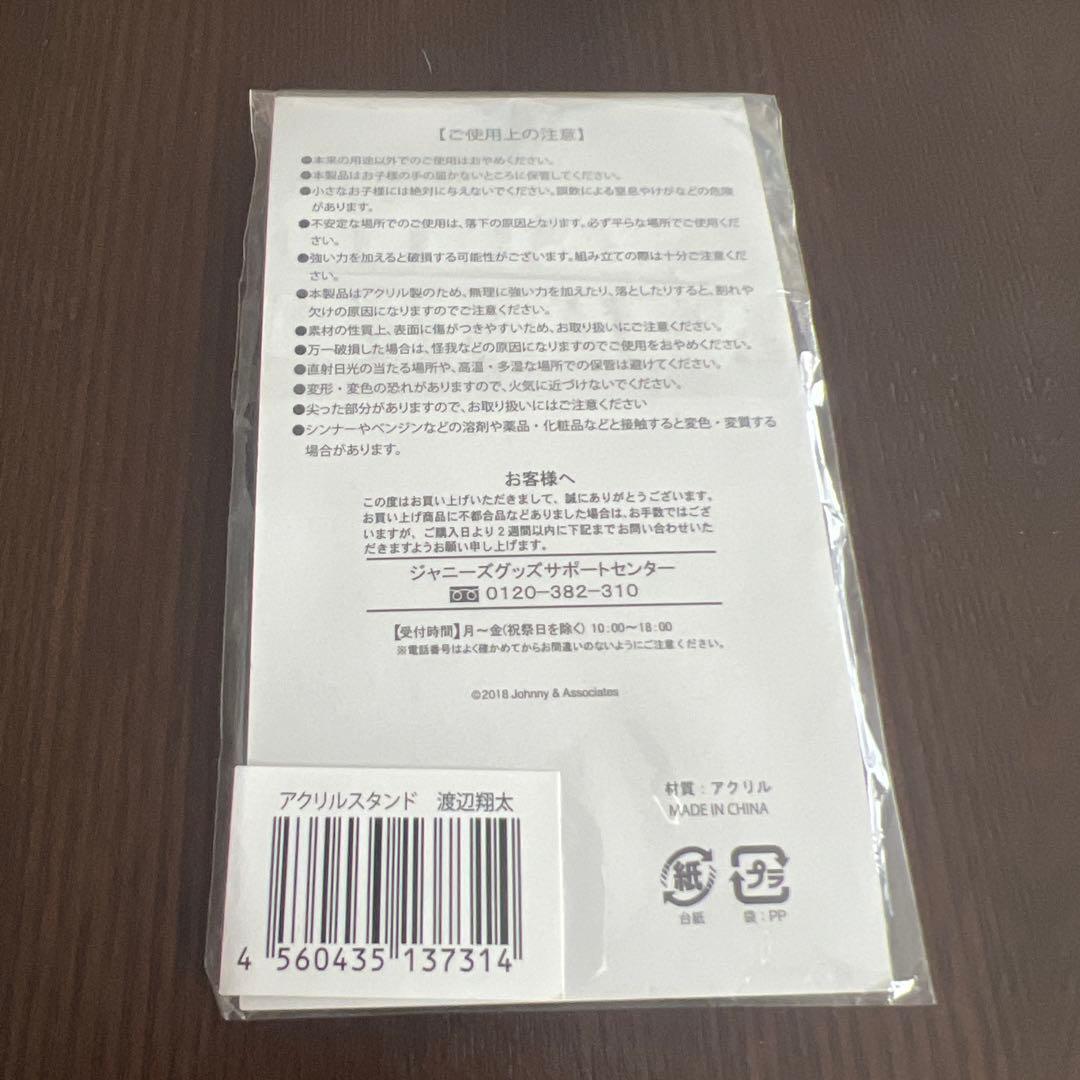 【ご使用上の注意】
●本来の用途以外でのご使用はおやめください。
●本製品はお子様の手の届かないところに保管してください。
●小さなお子様には絶対に与えないでください。誤飲による窒息やけがなどの危険
があります。
●不安定な場所でのご使用は、落下の原因となります。必ず平らな場所でご使用くだ
さい。
●強い力を加えると破損する可能性がございます。組み立ての際は十分ご注意くだ
さい。
●本製品はアクリル製のため、無理に強い力を加えたり、落としたりすると、割れや
欠けの原因になりますのでご注意ください。
●素材の性質上、表面に傷がつきやすいため、お取り扱いにご注意ください。
●万一破損した場合は、怪我などの原因になりますのでご使用をおやめください。
●直射日光の当たる場所や、高温・多湿な場所での保管は避けてください。
●変形・変色の恐れがありますので、火気に近づけないでください。
●尖った部分がありますので、お取り扱いにはご注意ください
●シンナーやベンジンなどの溶剤や薬品・化粧品などと接触すると変色・変質する
場合があります。
お客様へ
この度はお買い上げいただきまして、誠にありがとうございます。
お買い上げ商品に不都合品などありました場合は、お手数ではござ
いますが、ご購入日より２週間以内に下記までお問い合わせいた
だきますようお願い申し上げます。
ジャニーズグッズサポートセンター
0120-382-310
【受付時間】月～金(祝祭日を除く) 10:00～18:00
※電話番号はよく確かめてからお間違いのないようにご注意ください。
©2018 Johnny & Associates
アクリルスタンド 渡辺翔太
4 560435 137314
材質：アクリル
MADE IN CHINA
紙 プラ
台紙 袋：PP